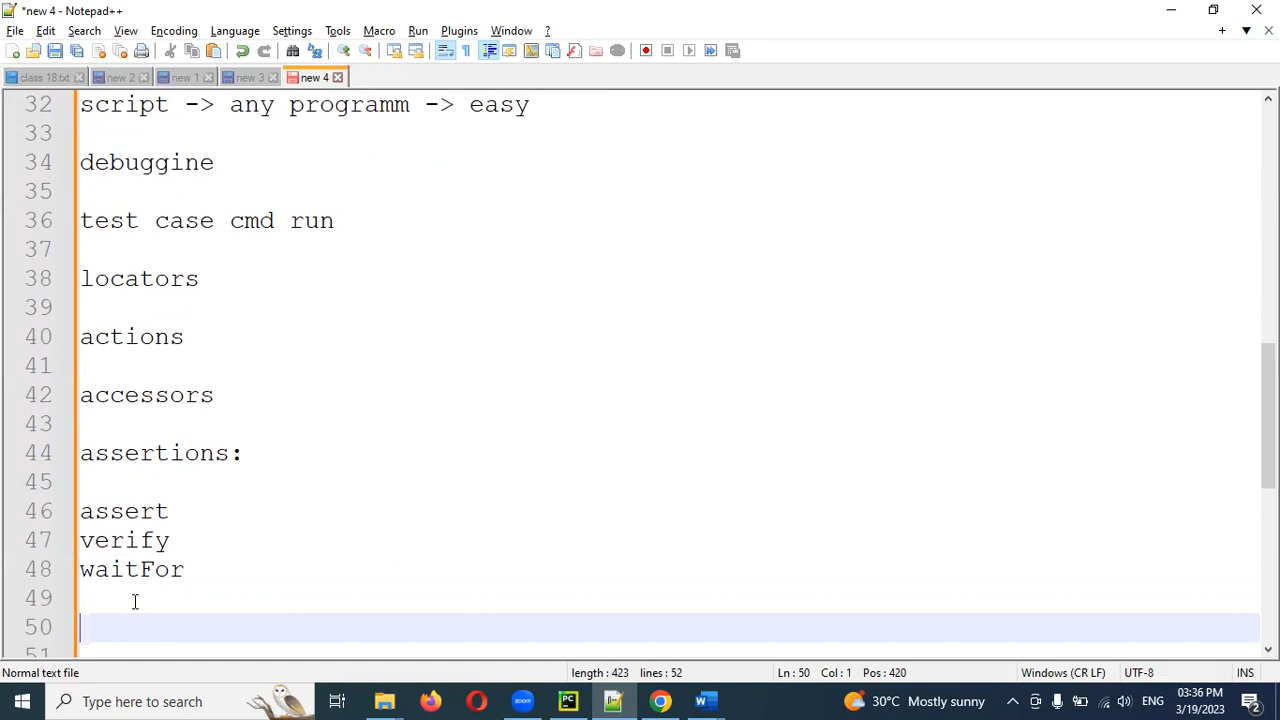 *new 4 - Notepad++
File Edit Search View Encoding Language Settings Tools Macro Run Plugins Window ?
class 18.txt new 2 new 1 new 3 new 4
32 script -> any programm -> easy
33
34 debuggine
35
36 test case cmd run
37
38 locators
39
40 actions
41
42 accessors
43
44 assertions:
45
46 assert
47 verify
48 waitFor
49
50
51
Normal text file length : 423 lines : 52 Ln : 50 Col : 1 Pos : 420 Windows (CR LF) UTF-8 INS
Type here to search zoom PC W 30°C Mostly sunny ENG 03:36 PM 3/19/2023 2